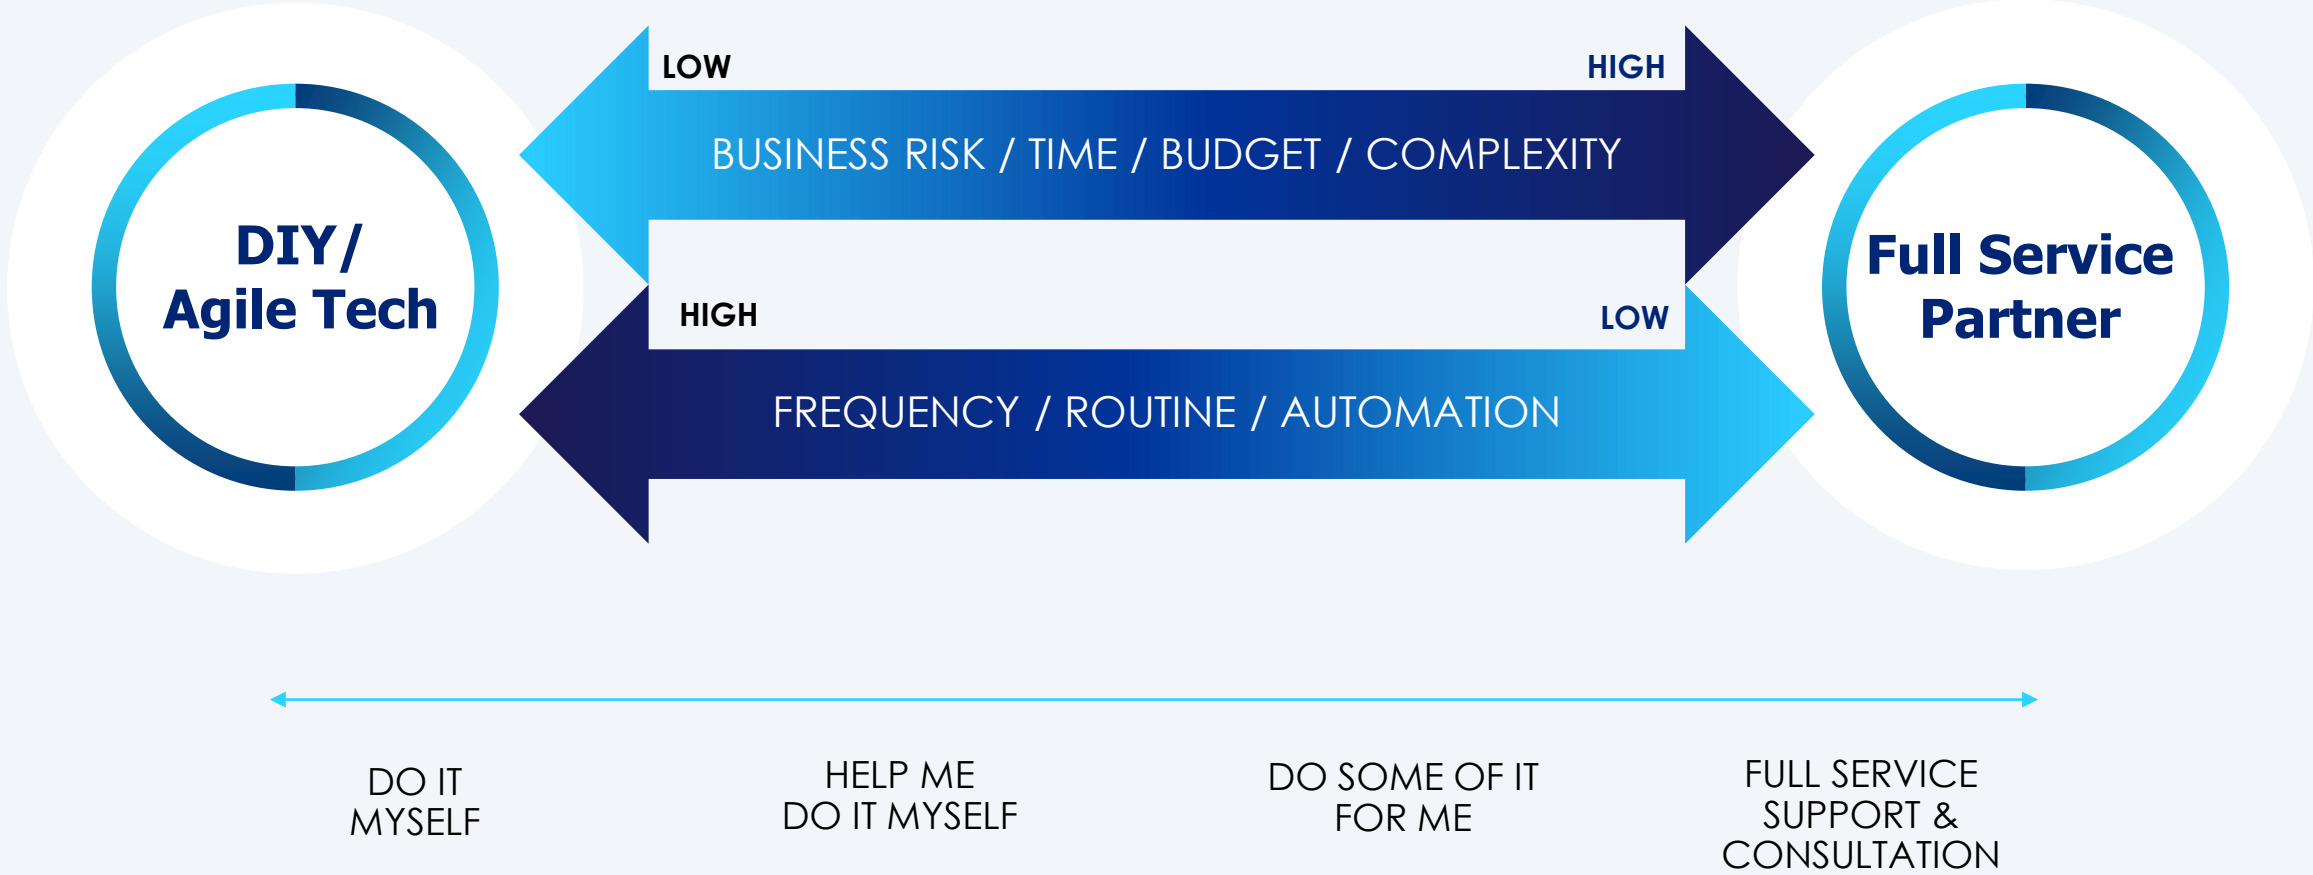 LOW
HIGH
BUSINESS RISK / TIME / BUDGET / COMPLEXITY
DIY/
Agile Tech
Full Service
Partner
HIGH
LOW
FREQUENCY / ROUTINE / AUTOMATION
DO IT
MYSELF
HELP ME
DO IT MYSELF
DO SOME OF IT
FOR ME
FULL SERVICE
SUPPORT &
CONSULTATION